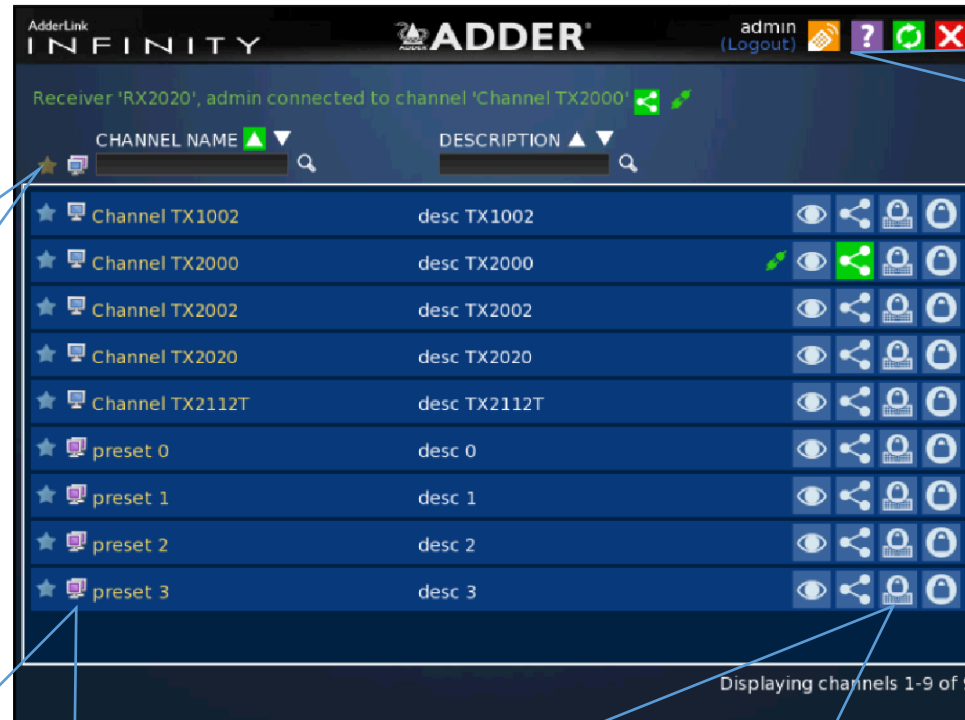 AdderLink
INFINITY
ADDER
admin
(Logout)
?
Receiver 'RX2020', admin connected to channel 'Channel TX2000'
CHANNEL NAME DESCRIPTION
Channel TX1002 desc TX1002
Channel TX2000 desc TX2000
Channel TX2002 desc TX2002
Channel TX2020 desc TX2020
Channel TX2112T desc TX2112T
preset 0 desc 0
preset 1 desc 1
preset 2 desc 2
preset 3 desc 3
Displaying channels 1-9 of 9